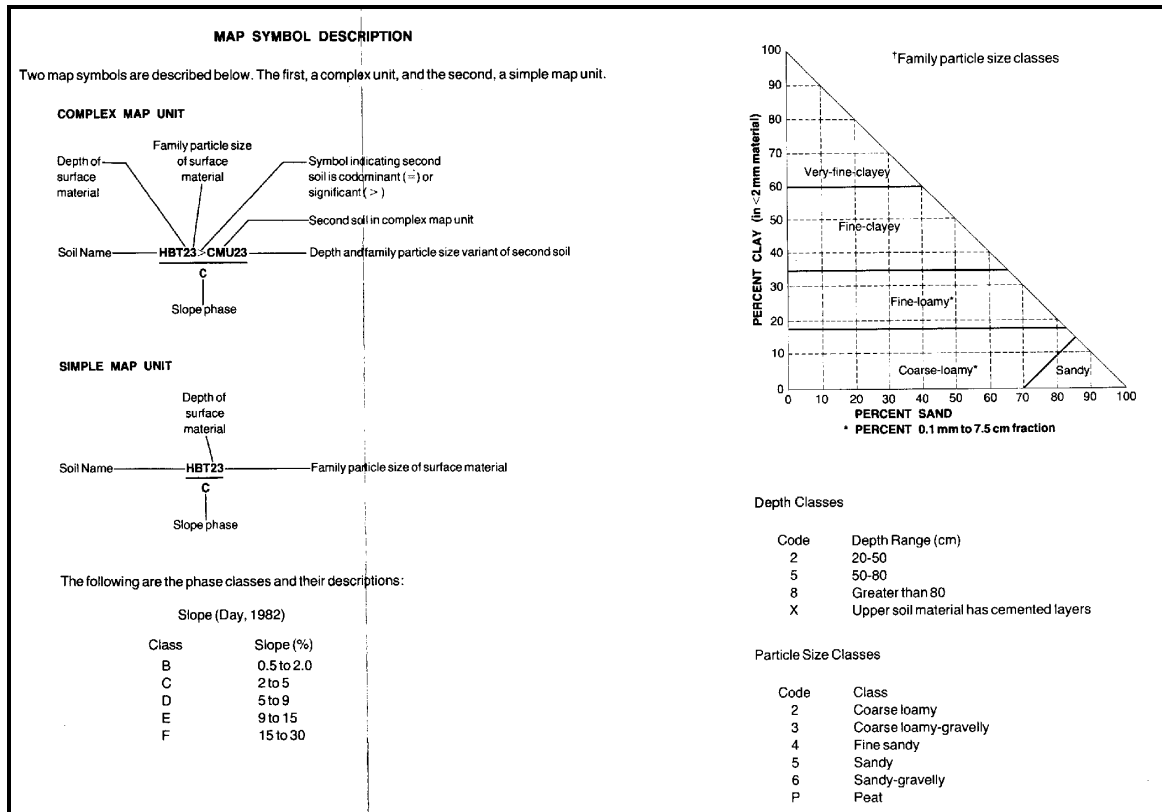 MAP SYMBOL DESCRIPTION
Two map symbols are described below. The first, a complex unit, and the second, a simple map unit.
COMPLEX MAP UNIT
Family particle size
of surface
material
Depth of
surface
material
Symbol indicating second
soil is codominant (=) or
significant ( > )
Second soil in complex map unit
Soil Name
HBT23>CMU23
Depth and family particle size variant of second soil
C
Slope phase
SIMPLE MAP UNIT
Depth of
surface
material
Soil Name
HBT23
Family particle size of surface material
C
Slope phase
The following are the phase classes and their descriptions:
Slope (Day, 1982)
Class Slope (%)
B 0.5 to 2.0
C 2 to 5
D 5 to 9
E 9 to 15
F 15 to 30
†Family particle size classes
PERCENT CLAY (in <2 mm material)
100
90
80
70
60
50
40
30
20
10
0
Very-fine-clayey
Fine-clayey
Fine-loamy*
Coarse-loamy*
Sandy
0 10 20 30 40 50 60 70 80 90 100
PERCENT SAND
* PERCENT 0.1 mm to 7.5 cm fraction
Depth Classes
Code Depth Range (cm)
2 20-50
5 50-80
8 Greater than 80
X Upper soil material has cemented layers
Particle Size Classes
Code Class
2 Coarse loamy
3 Coarse loamy-gravelly
4 Fine sandy
5 Sandy
6 Sandy-gravelly
P Peat